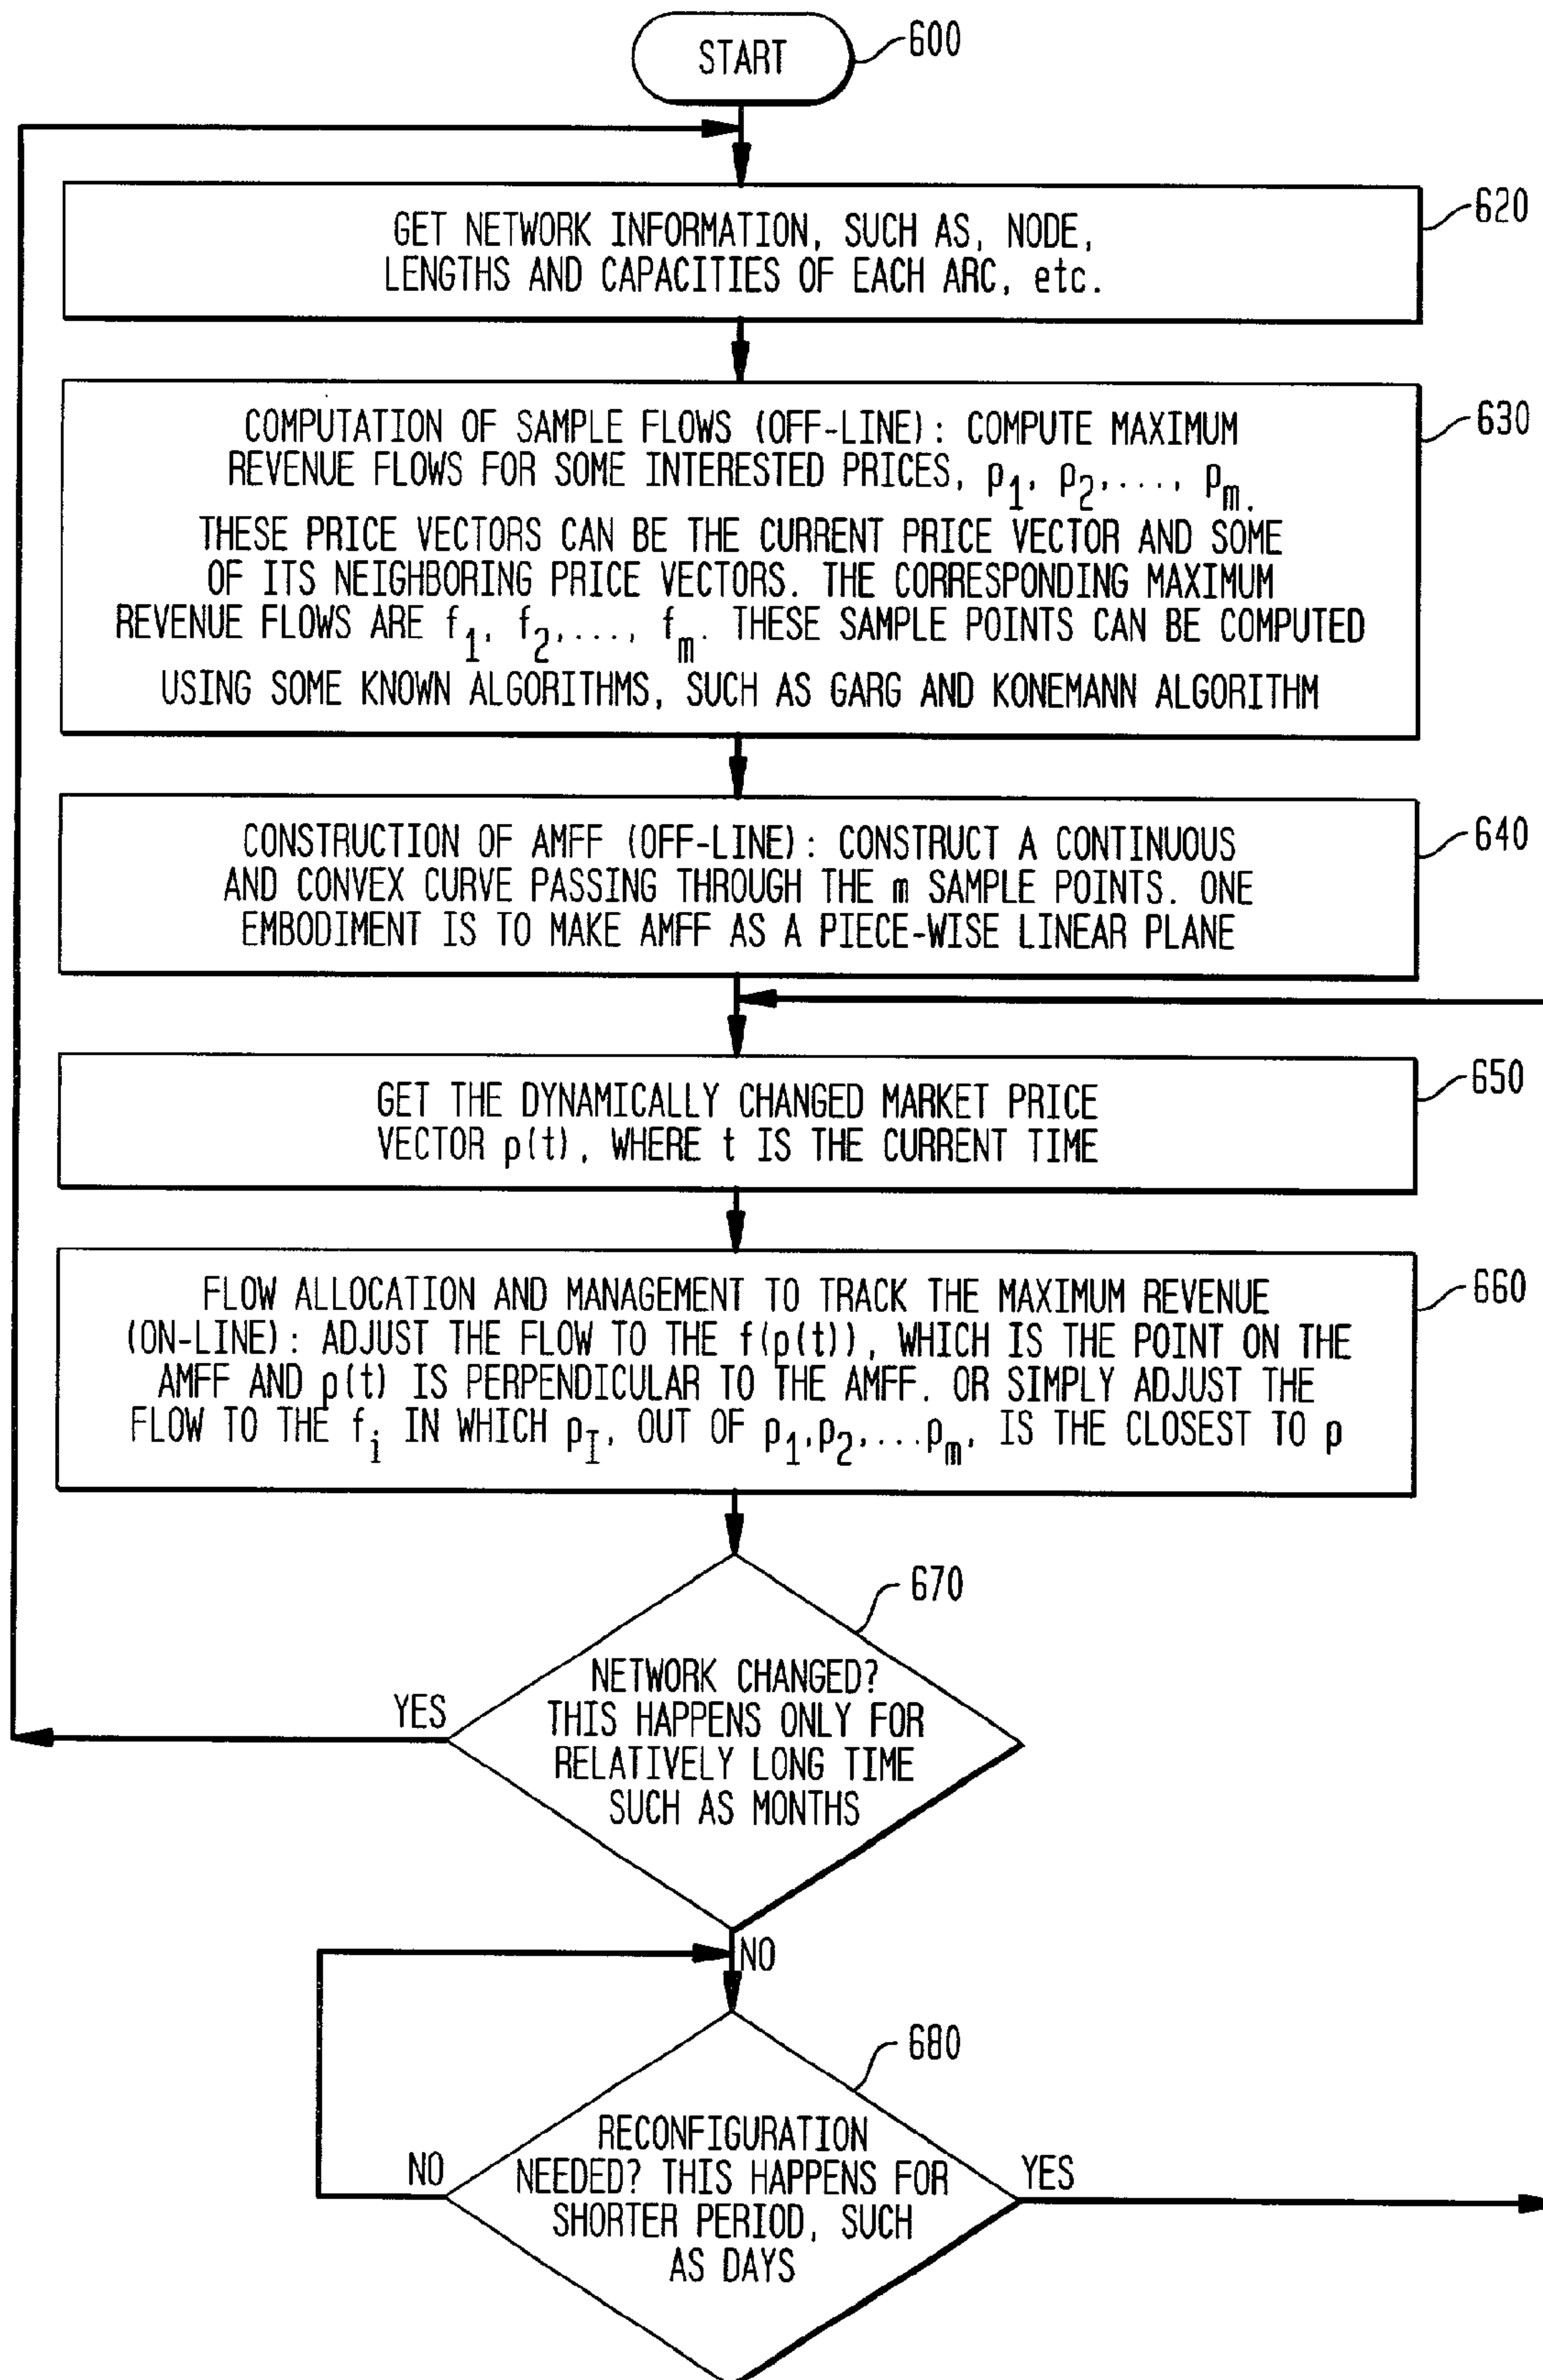 START
600
GET NETWORK INFORMATION, SUCH AS, NODE,
LENGTHS AND CAPACITIES OF EACH ARC, etc.
620
COMPUTATION OF SAMPLE FLOWS (OFF-LINE): COMPUTE MAXIMUM
REVENUE FLOWS FOR SOME INTERESTED PRICES, p₁, p₂,...., pₘ.
THESE PRICE VECTORS CAN BE THE CURRENT PRICE VECTOR AND SOME
OF ITS NEIGHBORING PRICE VECTORS. THE CORRESPONDING MAXIMUM
REVENUE FLOWS ARE f₁, f₂,..., fₘ. THESE SAMPLE POINTS CAN BE COMPUTED
USING SOME KNOWN ALGORITHMS, SUCH AS GARG AND KONEMANN ALGORITHM
630
CONSTRUCTION OF AMFF (OFF-LINE): CONSTRUCT A CONTINUOUS
AND CONVEX CURVE PASSING THROUGH THE m SAMPLE POINTS. ONE
EMBODIMENT IS TO MAKE AMFF AS A PIECE-WISE LINEAR PLANE
640
GET THE DYNAMICALLY CHANGED MARKET PRICE
VECTOR p(t), WHERE t IS THE CURRENT TIME
650
FLOW ALLOCATION AND MANAGEMENT TO TRACK THE MAXIMUM REVENUE
(ON-LINE): ADJUST THE FLOW TO THE f(p(t)), WHICH IS THE POINT ON THE
AMFF AND p(t) IS PERPENDICULAR TO THE AMFF. OR SIMPLY ADJUST THE
FLOW TO THE fᵢ IN WHICH p_I, OUT OF p₁,p₂,...pₘ, IS THE CLOSEST TO p
660
670
NETWORK CHANGED?
THIS HAPPENS ONLY FOR
RELATIVELY LONG TIME
SUCH AS MONTHS
YES
NO
680
RECONFIGURATION
NEEDED? THIS HAPPENS FOR
SHORTER PERIOD, SUCH
AS DAYS
NO
YES